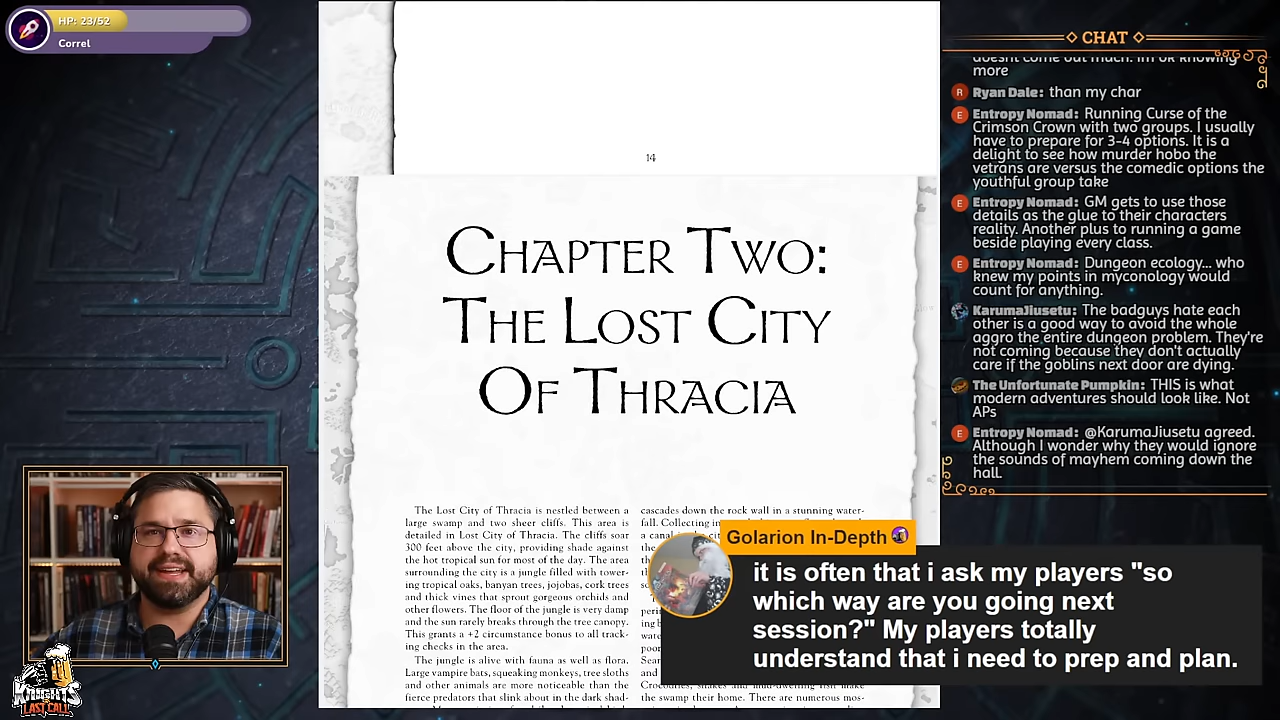 HP: 23/52
Correl
14
CHAPTER TWO:
THE LOST CITY
OF THRACIA
The Lost City of Thracia is nestled between a
large swamp and two sheer cliffs. This area is
detailed in Lost City of Thracia. The cliffs soar
300 feet above the city, providing shade against
the hot tropical sun for most of the day. The area
surrounding the city is a jungle filled with tower-
ing tropical oaks, banyan trees, jojobas, cork trees
and thick vines that sprout gorgeous orchids and
other flowers. The floor of the jungle is very damp
and the sun rarely breaks through the tree canopy.
This grants a +2 circumstance bonus to all track-
ing checks in the area.
The jungle is alive with fauna as well as flora.
Large vampire bats, squeaking monkeys, tree sloths
and other animals are more noticeable than the
fierce predators that slink about in the dark shad-
cascades down the rock wall in a stunning water-
fall. Collecting in
a canal
the
Crocodiles, snakes and mud-dwelling fish make
the swamp their home. There are numerous mos-
Golarion In-Depth
it is often that i ask my players "so
which way are you going next
session?" My players totally
understand that i need to prep and plan.
CHAT
doesnt come out much. im ok knowing
more
R Ryan Dale: than my char
E Entropy Nomad: Running Curse of the
Crimson Crown with two groups. I usually
have to prepare for 3-4 options. It is a
delight to see how murder hobo the
vetrans are versus the comedic options the
youthful group take
E Entropy Nomad: GM gets to use those
details as the glue to their characters
reality. Another plus to running a game
beside playing every class.
E Entropy Nomad: Dungeon ecology... who
knew my points in myconology would
count for anything.
KarumaJiusetu: The badguys hate each
other is a good way to avoid the whole
aggro the entire dungeon problem. They're
not coming because they don't actually
care if the goblins next door are dying.
The Unfortunate Pumpkin: THIS is what
modern adventures should look like. Not
APs
E Entropy Nomad: @KarumaJiusetu agreed.
Although I wonder why they would ignore
the sounds of mayhem coming down the
hall.
KNIGHTS
LAST CALL